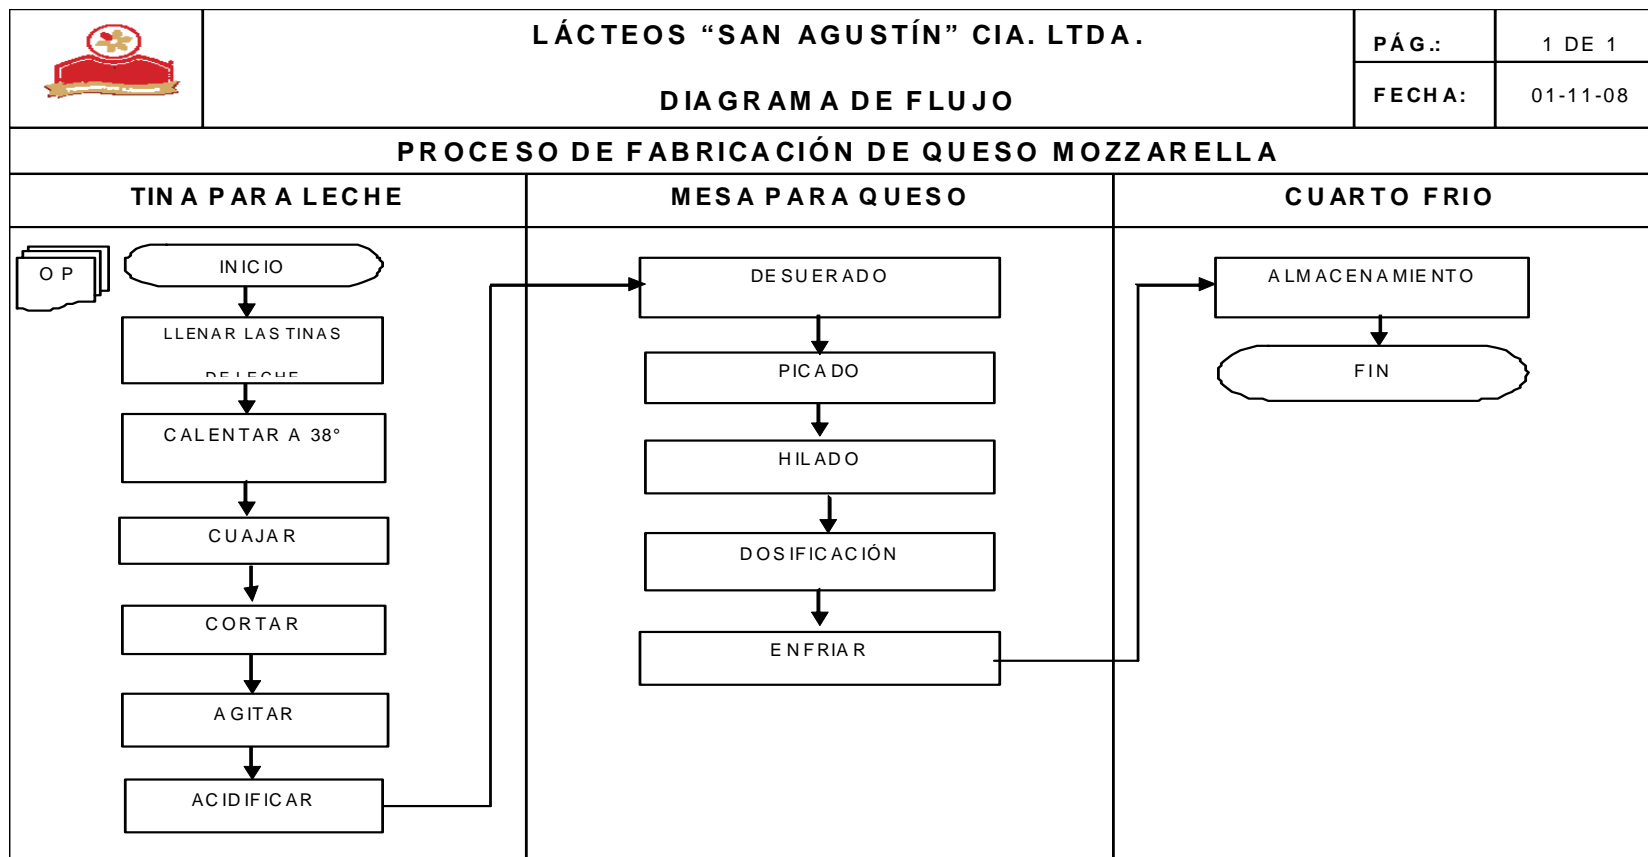 LÁCTEOS “SAN AGUSTÍN” CIA. LTDA.
DIAGRAMA DE FLUJO
PÁG.: 1 DE 1
FECHA: 01-11-08
PROCESO DE FABRICACIÓN DE QUESO MOZZARELLA
TINA PARA LECHE
MESA PARA QUESO
CUARTO FRIO
O P
INICIO
LLENAR LAS TINAS
DE LECHE
CALENTAR A 38°
CUAJAR
CORTAR
AGITAR
ACIDIFICAR
DESUERADO
PICADO
HILADO
DOSIFICACIÓN
ENFRIAR
ALMACENAMIENTO
FIN